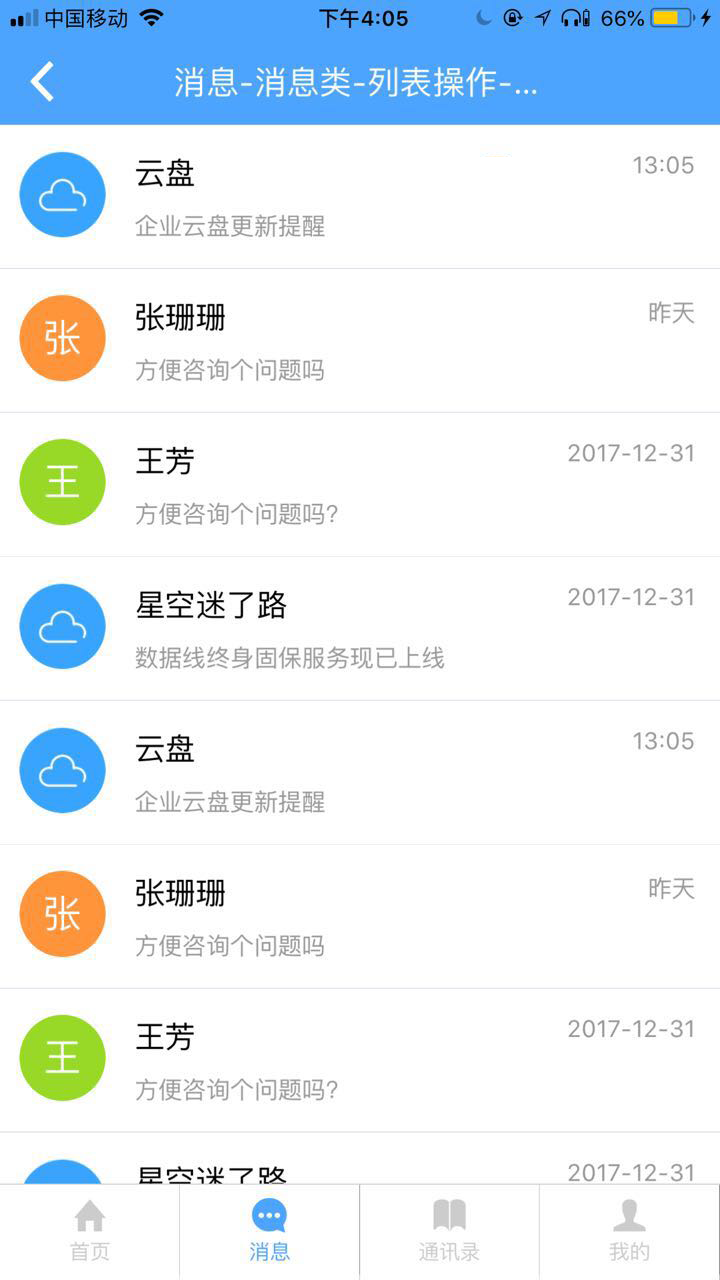 中国移动 下午4:05 66%
消息-消息类-列表操作-...
云盘 13:05
企业云盘更新提醒
张 张珊珊 昨天
方便咨询个问题吗
王 王芳 2017-12-31
方便咨询个问题吗?
星空迷了路 2017-12-31
数据线终身固保服务现已上线
云盘 13:05
企业云盘更新提醒
张 张珊珊 昨天
方便咨询个问题吗
王 王芳 2017-12-31
方便咨询个问题吗?
星空迷了路 2017-12-31
首页 消息 通讯录 我的